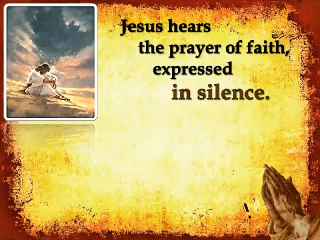 Jesus hears
the prayer of faith,
expressed
in silence.